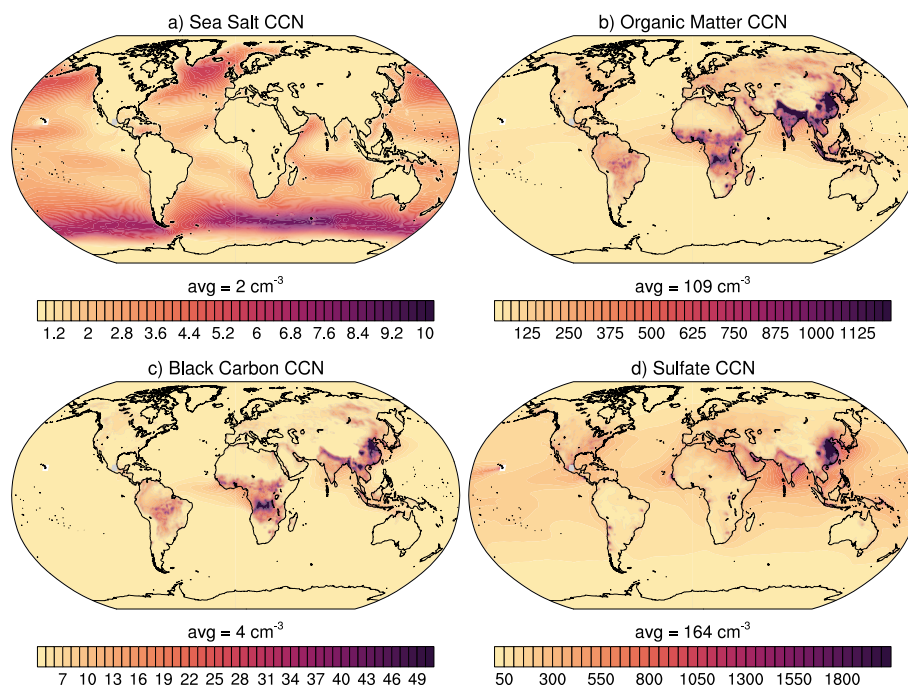 a) Sea Salt CCN
b) Organic Matter CCN
avg = 2 cm⁻³
avg = 109 cm⁻³
1.2 2 2.8 3.6 4.4 5.2 6 6.8 7.6 8.4 9.2 10
125 250 375 500 625 750 875 1000 1125
c) Black Carbon CCN
d) Sulfate CCN
avg = 4 cm⁻³
avg = 164 cm⁻³
7 10 13 16 19 22 25 28 31 34 37 40 43 46 49
50 300 550 800 1050 1300 1550 1800